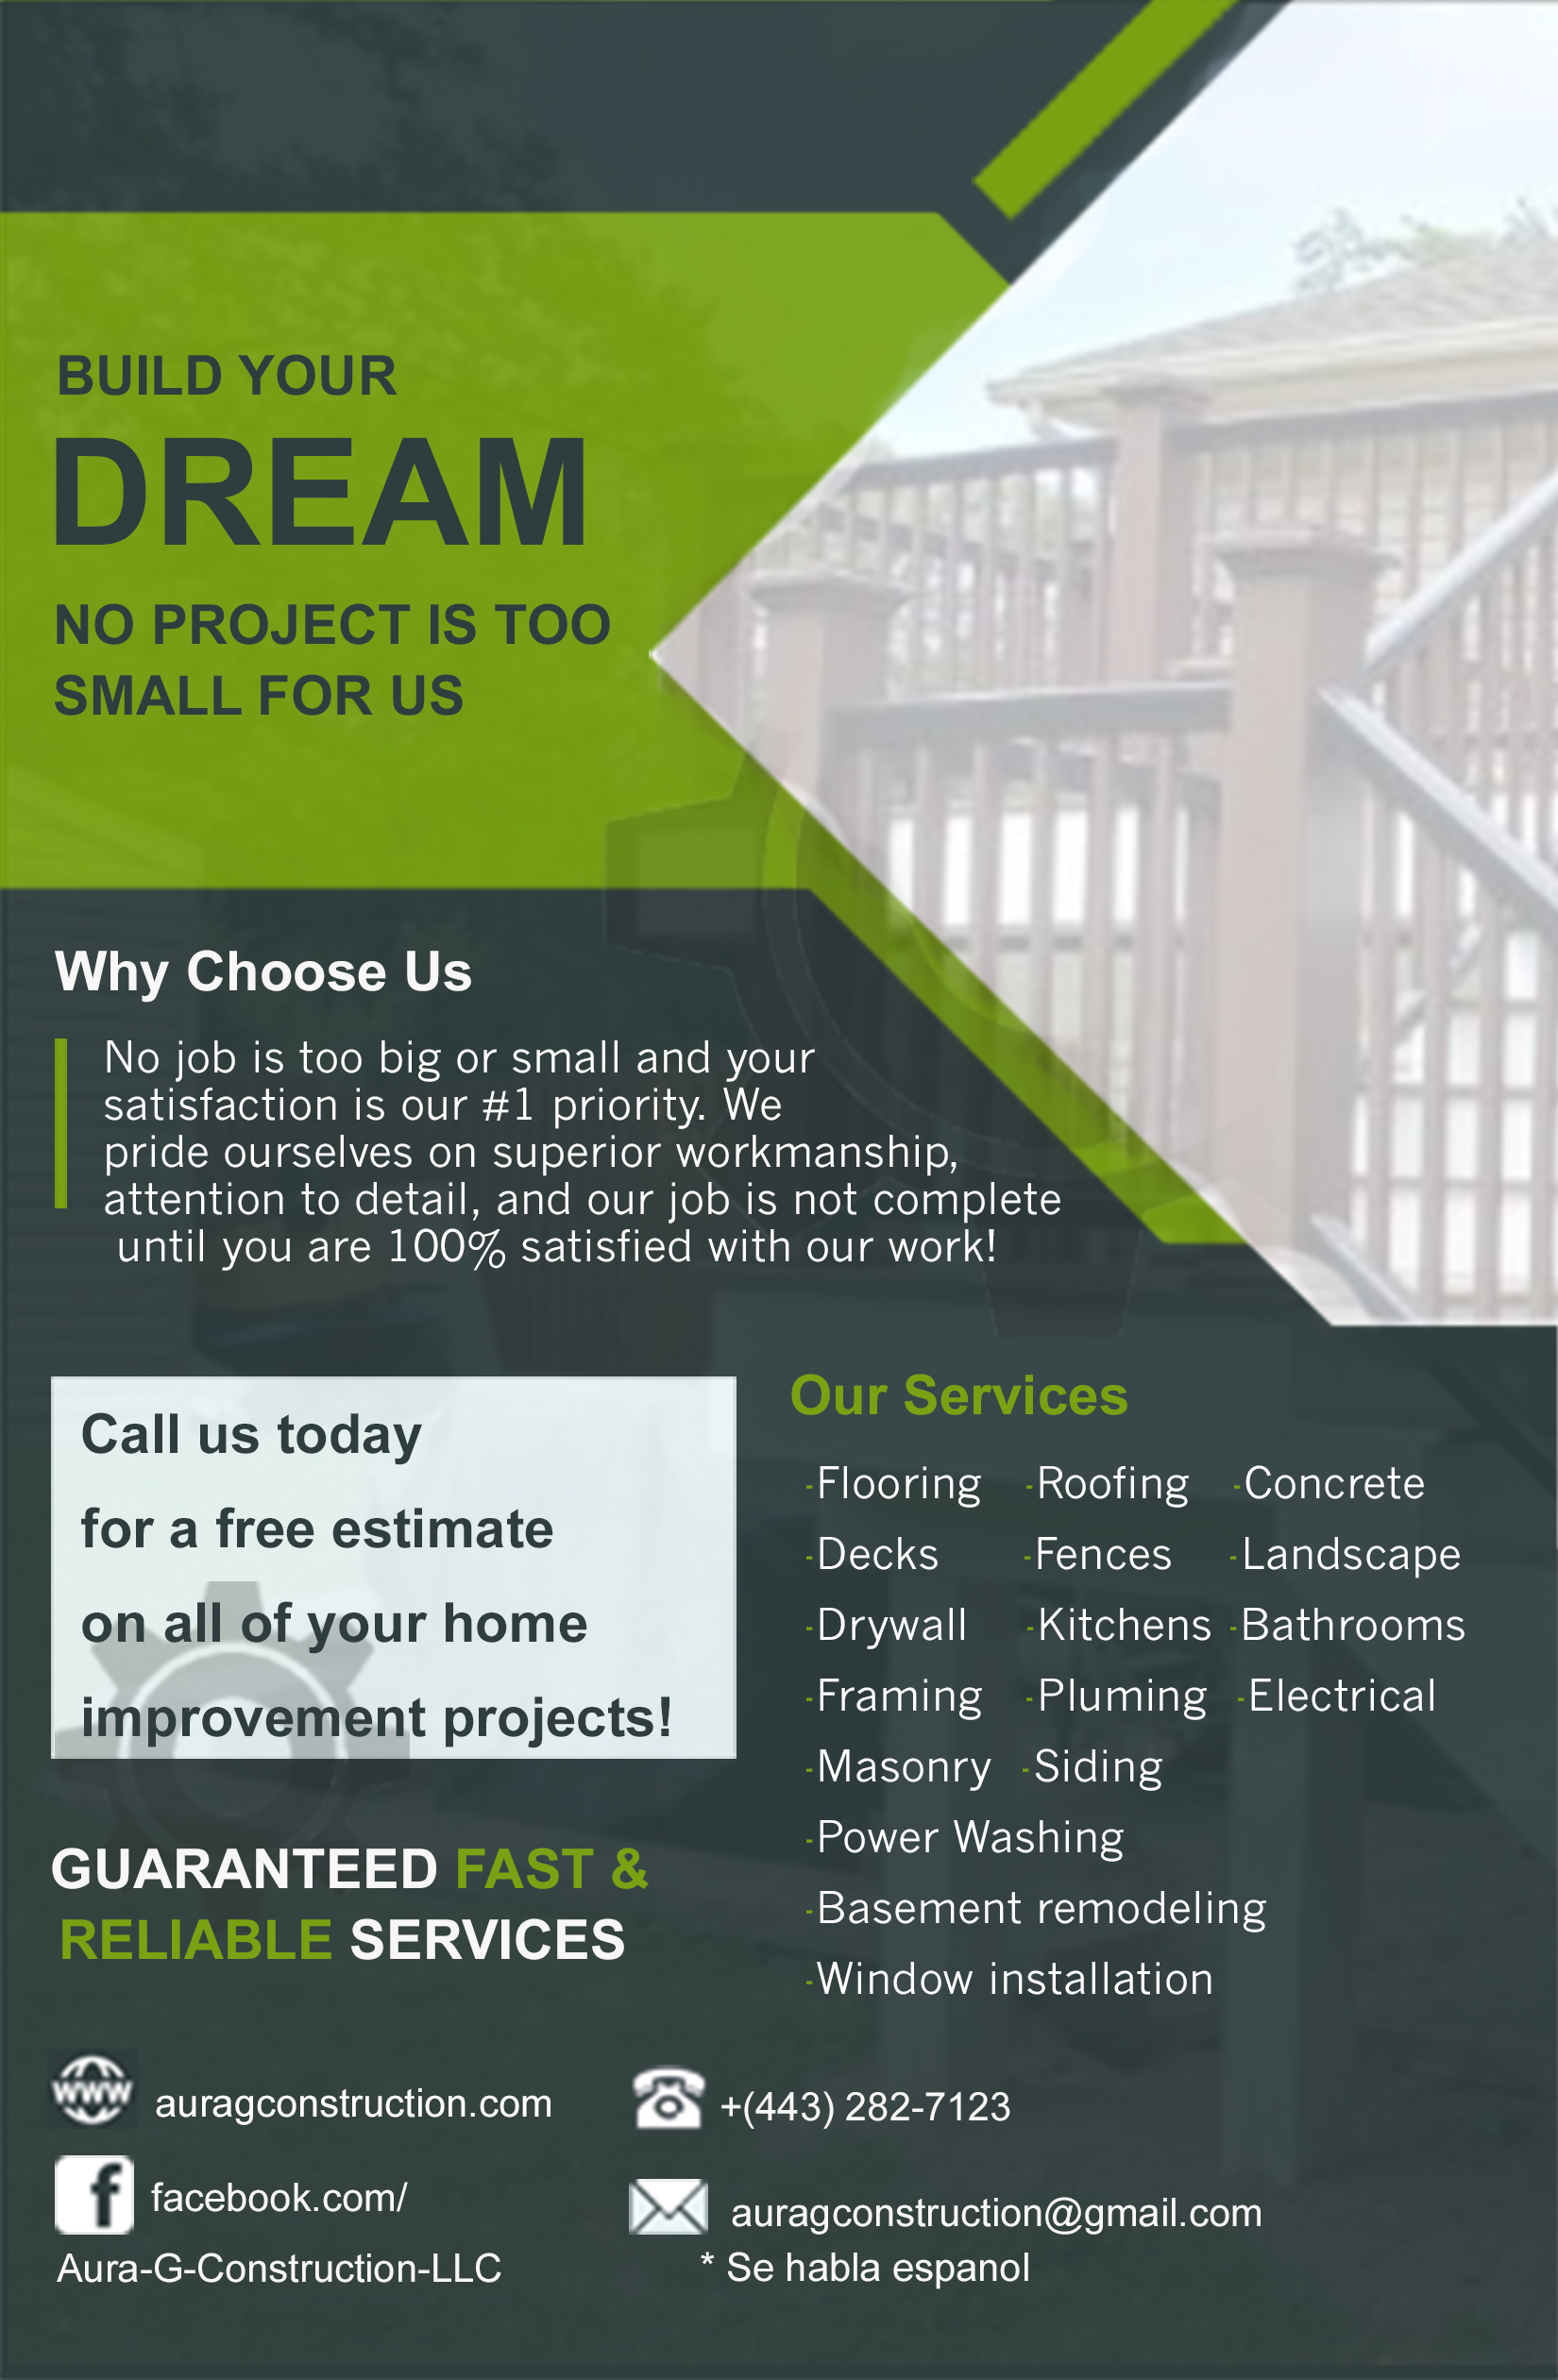 BUILD YOUR
DREAM
NO PROJECT IS TOO
SMALL FOR US
Why Choose Us
No job is too big or small and your
satisfaction is our #1 priority. We
pride ourselves on superior workmanship,
attention to detail, and our job is not complete
until you are 100% satisfied with our work!
Call us today
for a free estimate
on all of your home
improvement projects!
GUARANTEED FAST &
RELIABLE SERVICES
Our Services
-Flooring -Roofing -Concrete
-Decks -Fences -Landscape
-Drywall -Kitchens -Bathrooms
-Framing -Pluming -Electrical
-Masonry -Siding
-Power Washing
-Basement remodeling
-Window installation
www auragconstruction.com
+(443) 282-7123
f facebook.com/
Aura-G-Construction-LLC
auragconstruction@gmail.com
* Se habla espanol